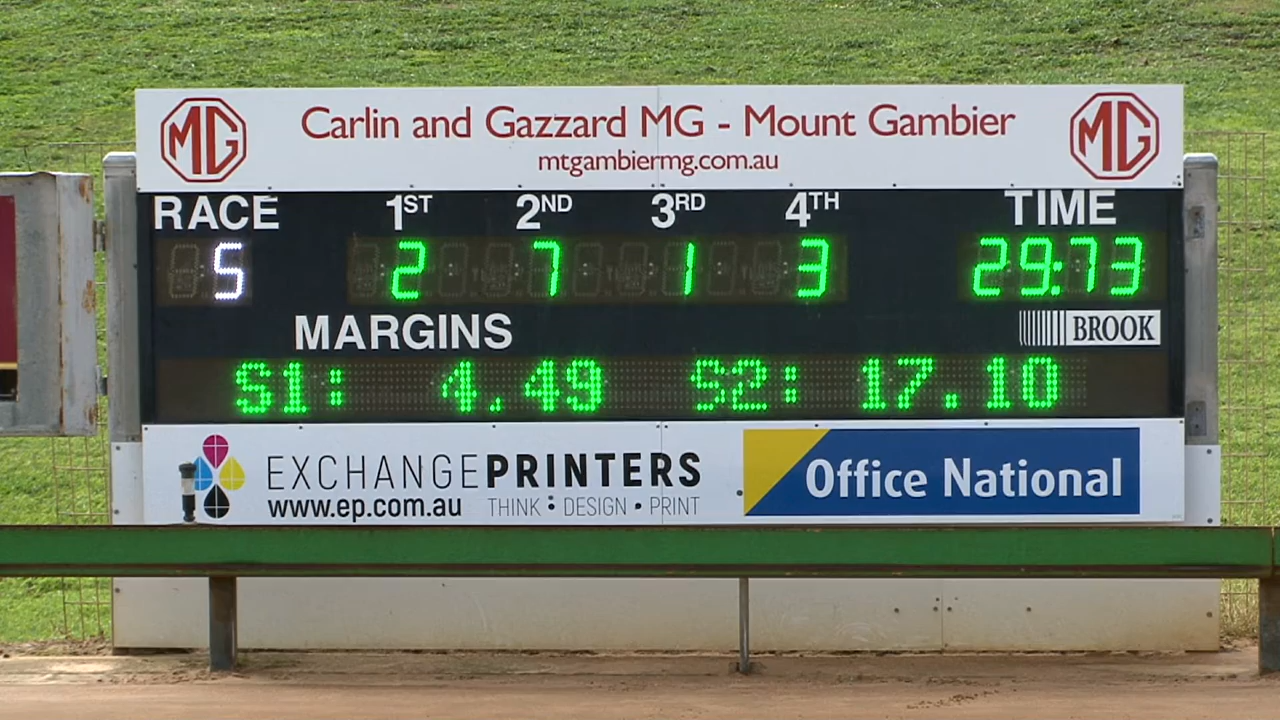 MG Carlin and Gazzard MG - Mount Gambier MG
mtgambiermg.com.au
RACE 1ST 2ND 3RD 4TH TIME
5 2 7 1 3 29:73
MARGINS BROOK
S1: 4.49 S2: 17.10
EXCHANGEPRINTERS
www.ep.com.au THINK : DESIGN • PRINT
Office National